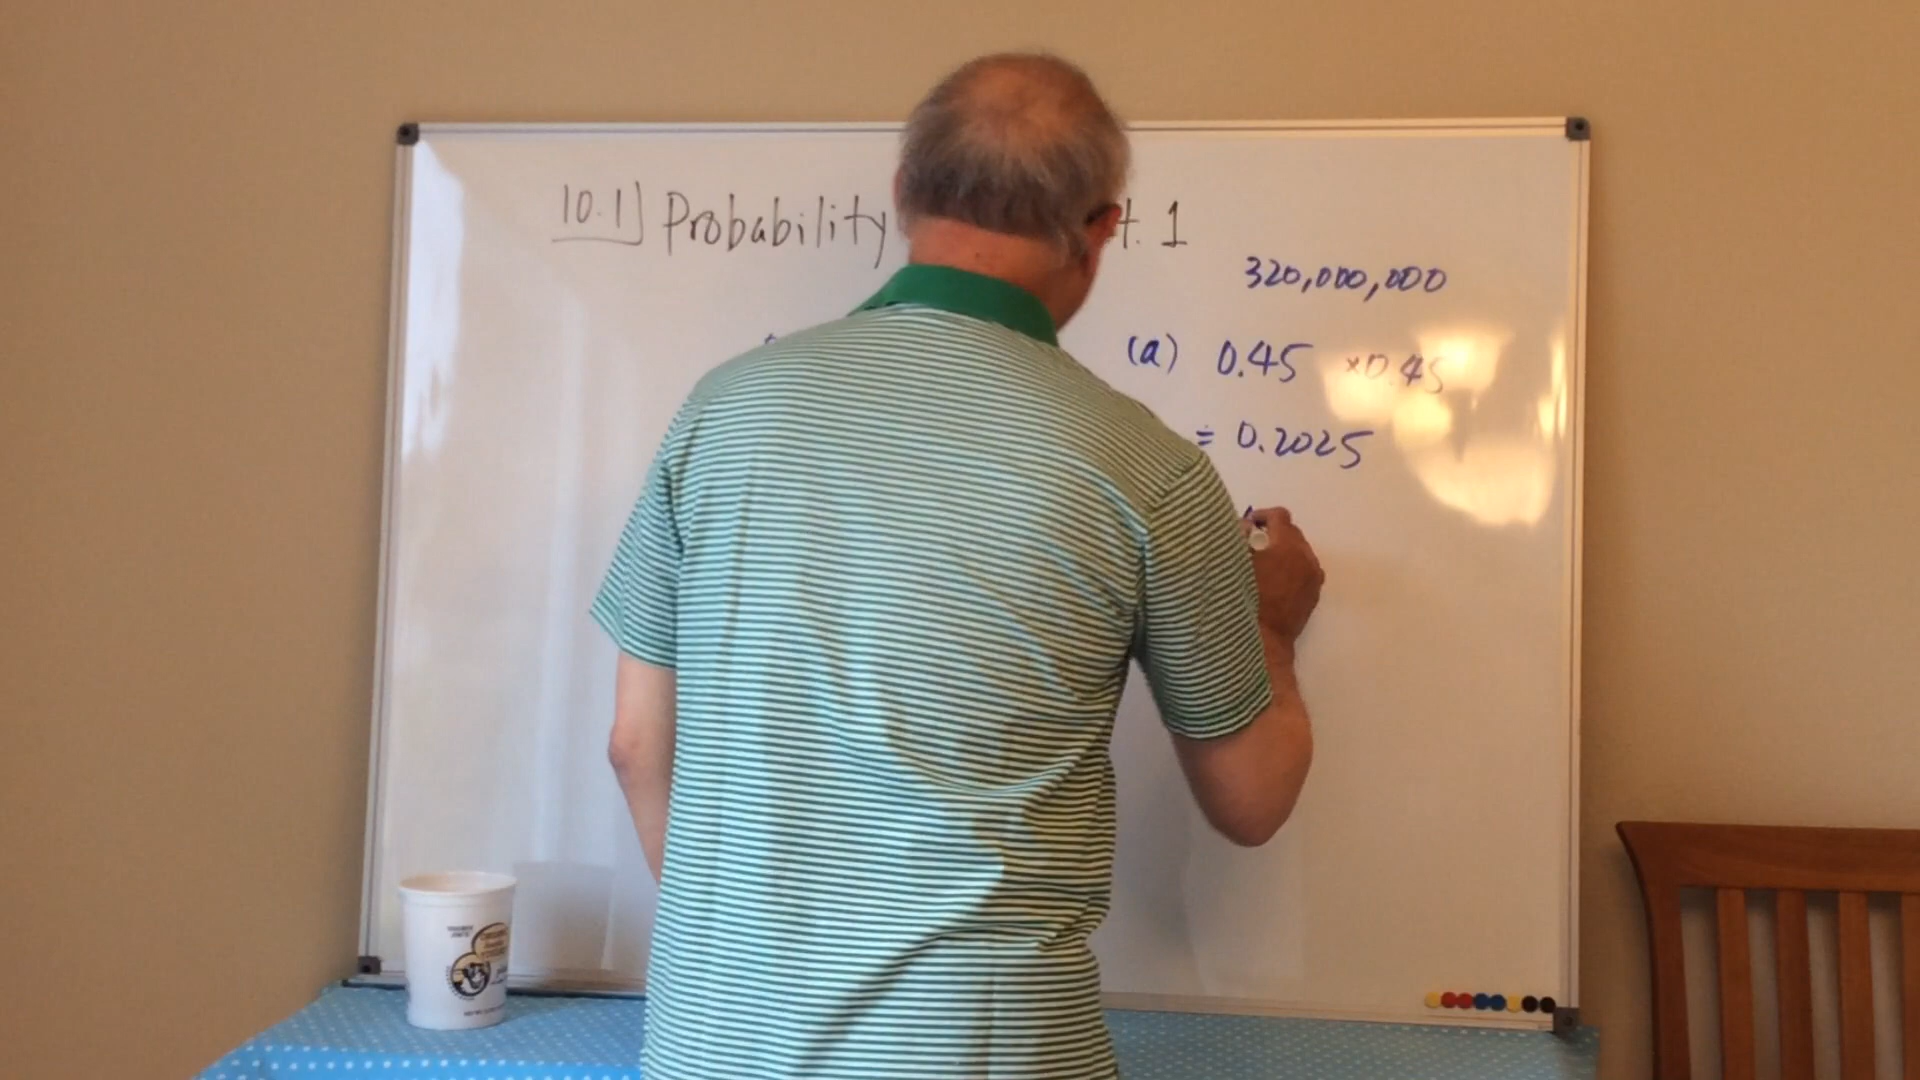 10.1] Probability t. 1
320,000,000
(a) 0.45 ×0.45
≐ 0.2025